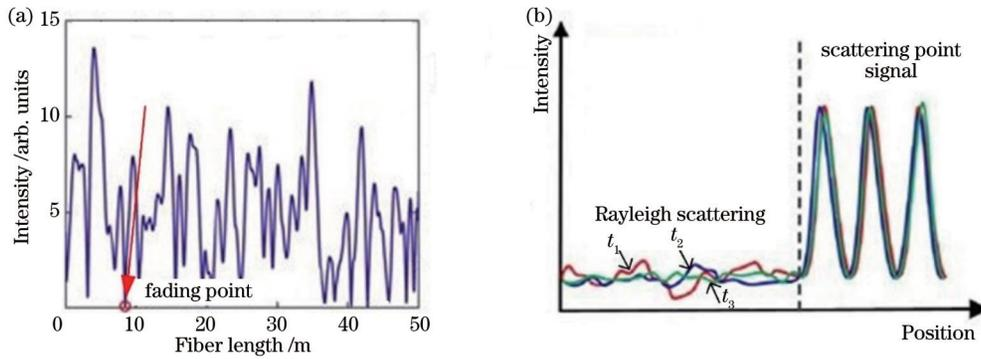 (a)
15
10
5
Intensity /arb. units
fading point
0 10 20 30 40 50
Fiber length /m
(b)
Intensity
scattering point
signal
Rayleigh scattering
t₁
t₂
t₃
Position